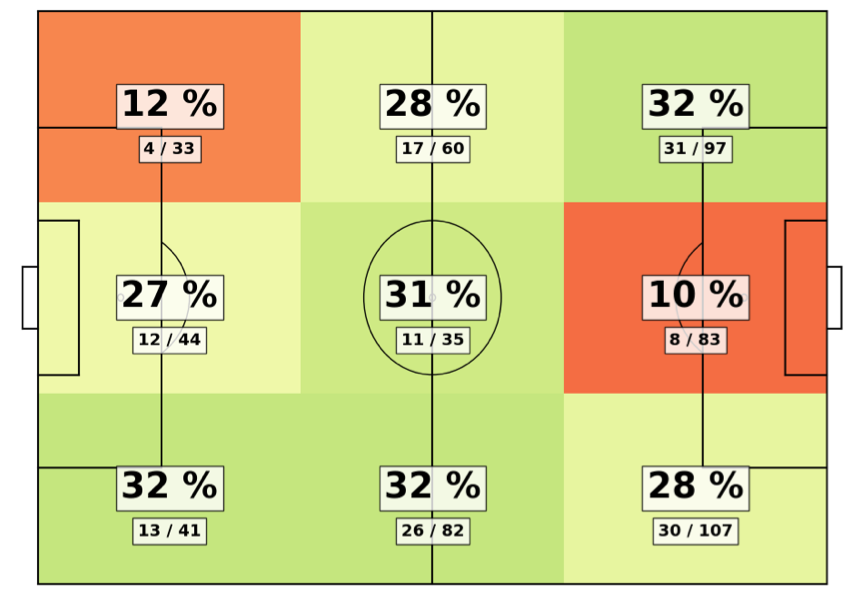 12 % 28 % 32 %
4 / 33 17 / 60 31 / 97
27 % 31 % 10 %
12 / 44 11 / 35 8 / 83
32 % 32 % 28 %
13 / 41 26 / 82 30 / 107